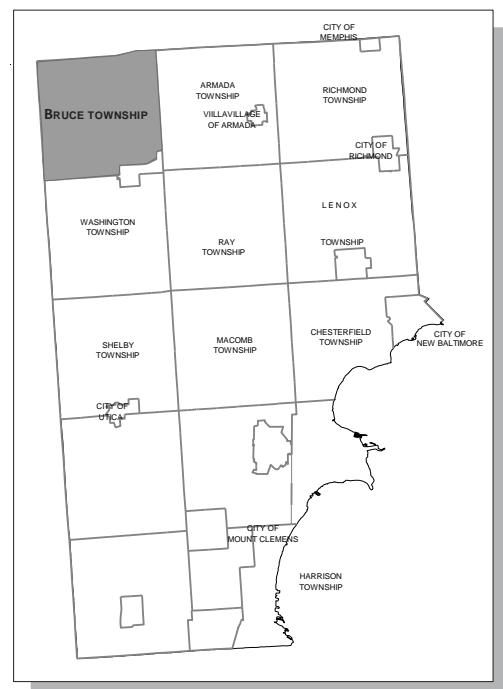 CITY OF
MEMPHIS
ARMADA
TOWNSHIP
RICHMOND
TOWNSHIP
BRUCE TOWNSHIP
VIILLAVILLAGE
OF ARMADA
CITY OF
RICHMOND
LENOX
TOWNSHIP
WASHINGTON
TOWNSHIP
RAY
TOWNSHIP
CHESTERFIELD
TOWNSHIP
CITY OF
NEW BALTIMORE
SHELBY
TOWNSHIP
MACOMB
TOWNSHIP
CITY OF
UTICA
CITY OF
MOUNT CLEMENS
HARRISON
TOWNSHIP